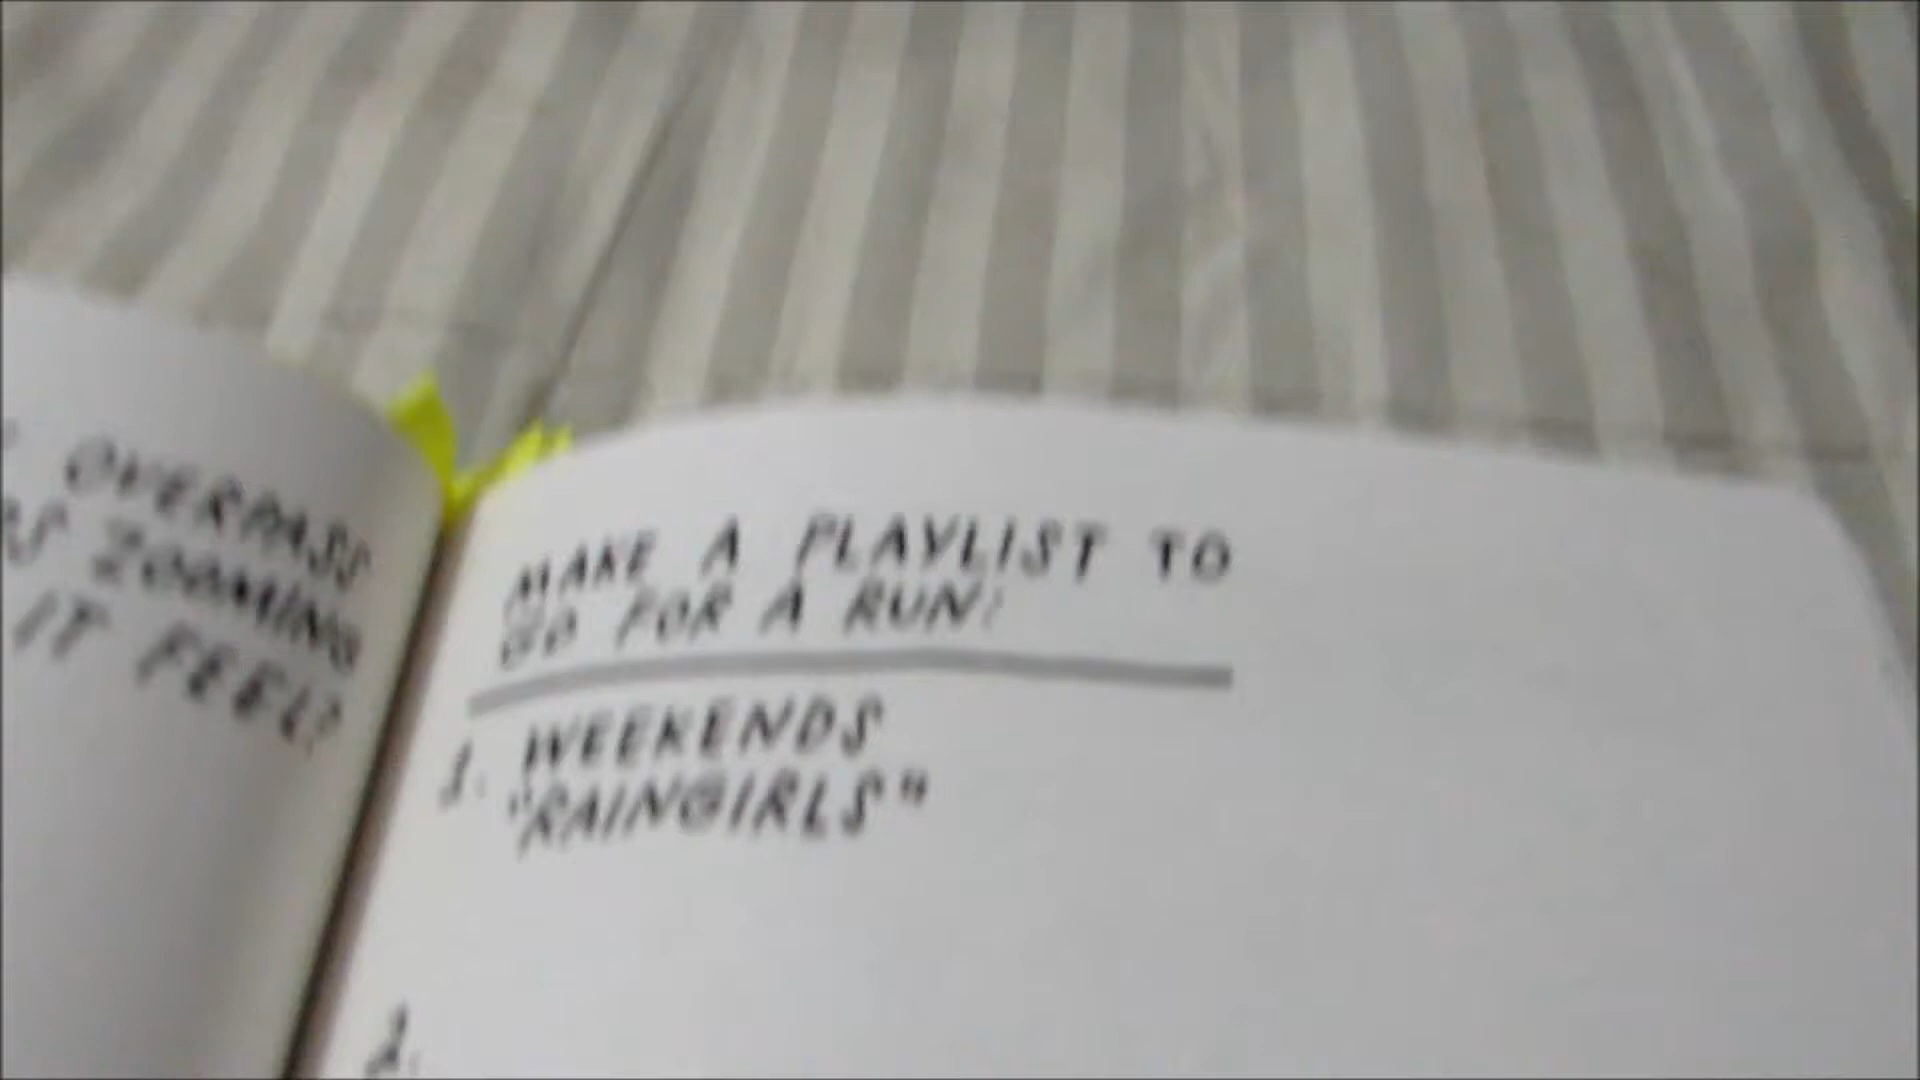 OVERPASS
ZOOMING
IT FEEL?
MAKE A PLAYLIST TO
GO FOR A RUN:
1. WEEKENDS
"RAINGIRLS"
2.